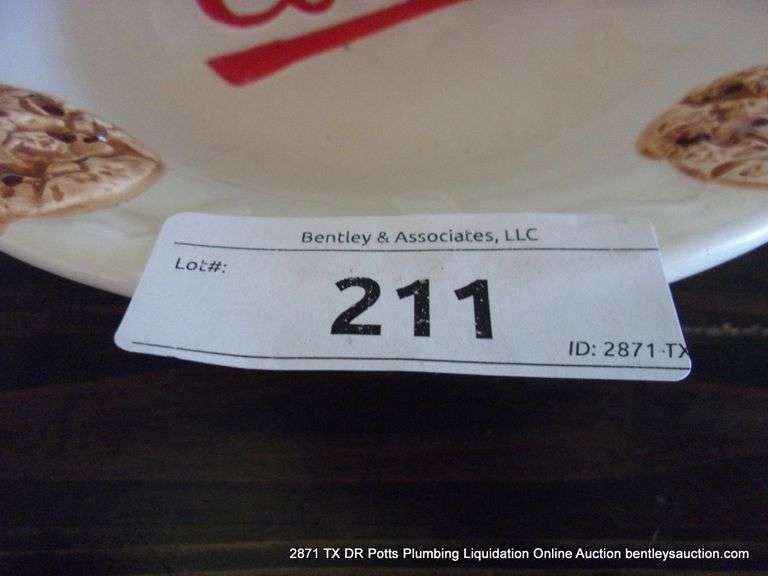 Bentley & Associates, LLC
Lot#:
211
ID: 2871 TX
2871 TX DR Potts Plumbing Liquidation Online Auction bentleysauction.com